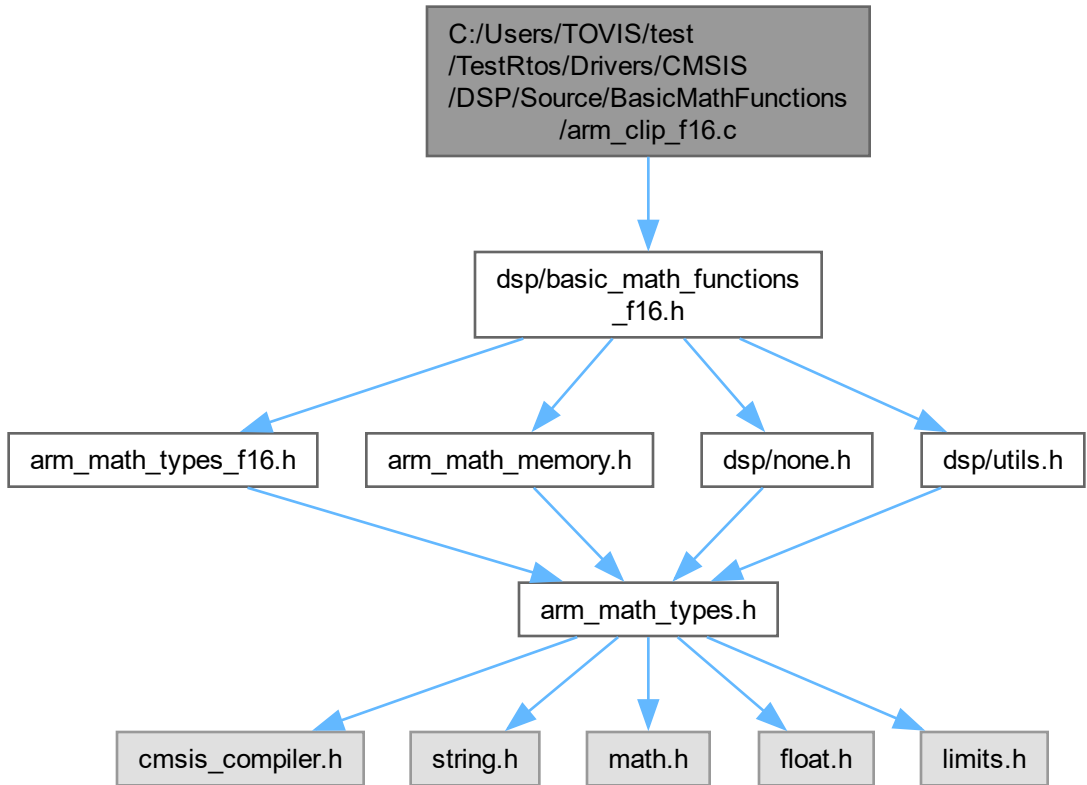 C:/Users/TOVIS/test
/TestRtos/Drivers/CMSIS
/DSP/Source/BasicMathFunctions
/arm_clip_f16.c
dsp/basic_math_functions
_f16.h
arm_math_types_f16.h
arm_math_memory.h
dsp/none.h
dsp/utils.h
arm_math_types.h
cmsis_compiler.h
string.h
math.h
float.h
limits.h